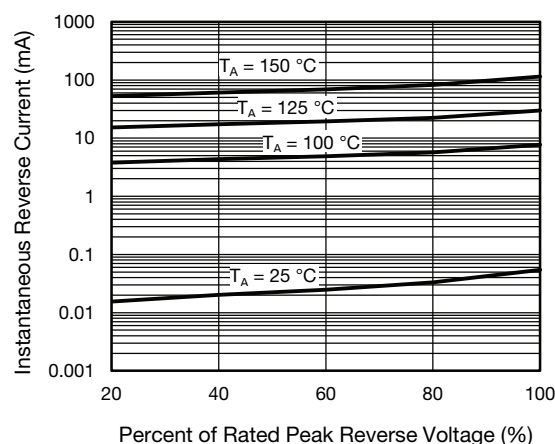 Instantaneous Reverse Current (mA)
1000
100
10
1
0.1
0.01
0.001
T_A = 150 °C
T_A = 125 °C
T_A = 100 °C
T_A = 25 °C
20
40
60
80
100
Percent of Rated Peak Reverse Voltage (%)